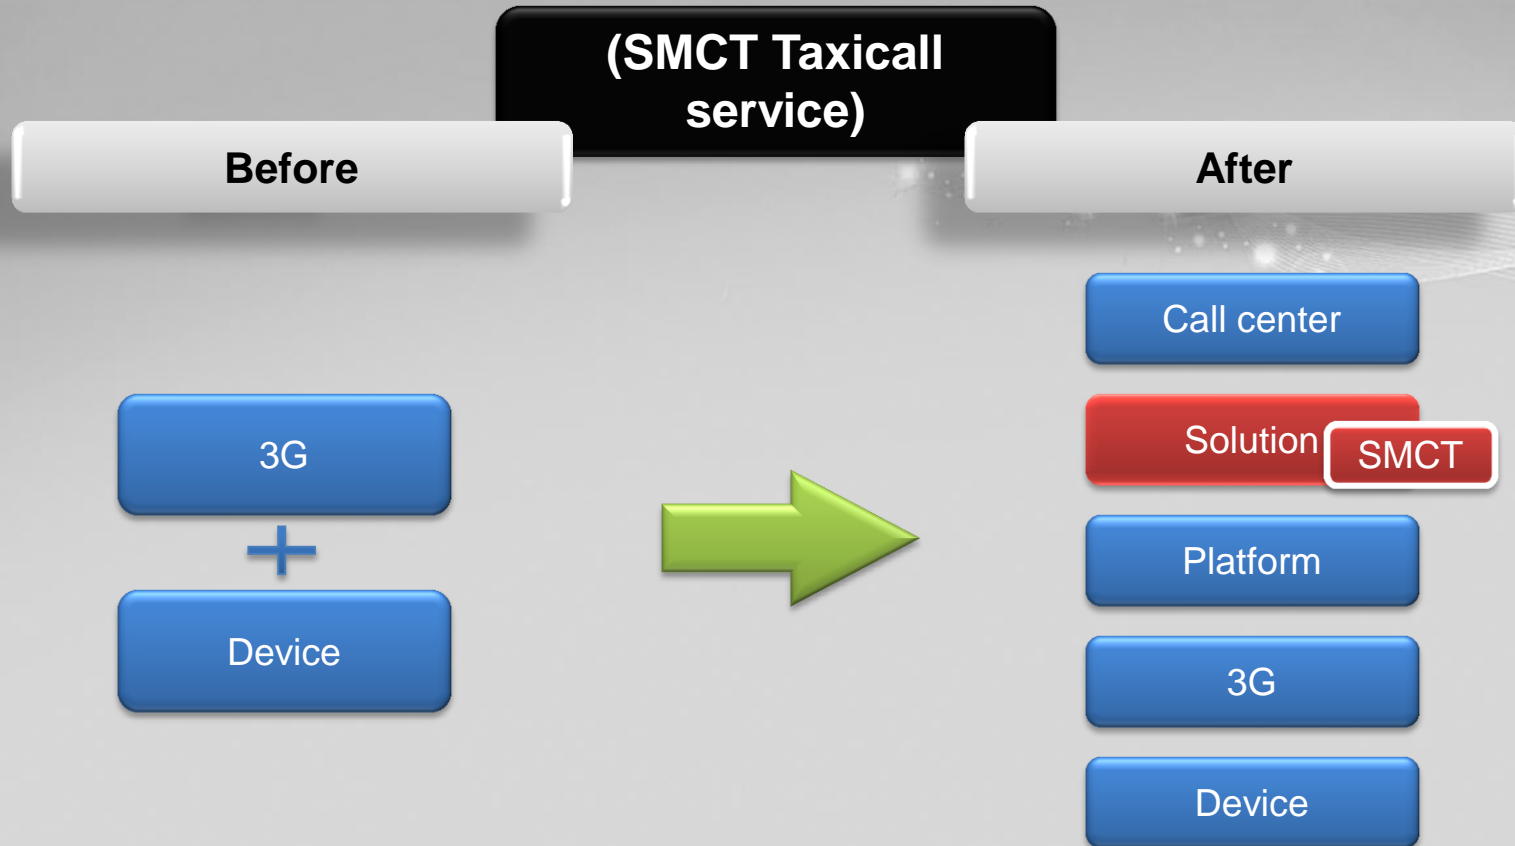 (SMCT Taxicall
service)
Before
After
3G
Device
Call center
Solution
SMCT
Platform
3G
Device